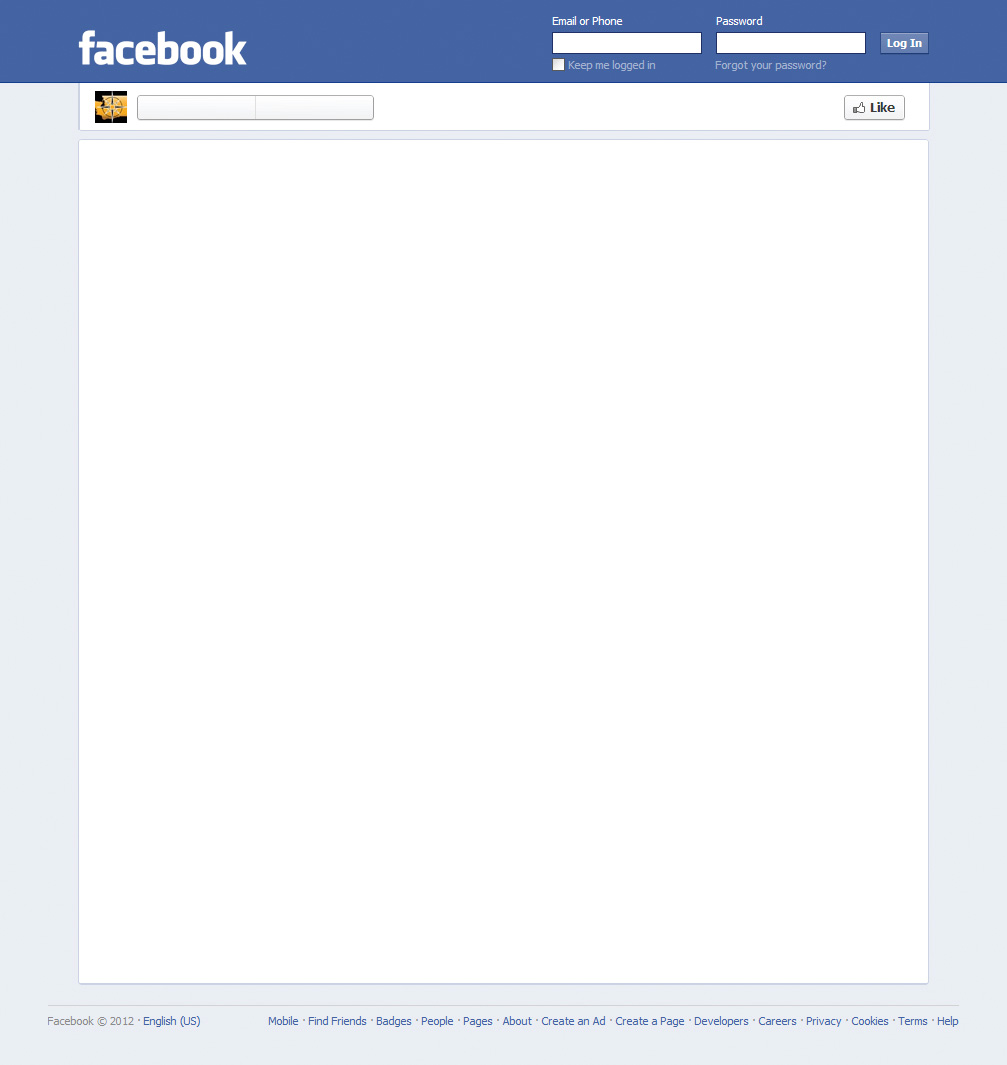 facebook
Email or Phone Password
Log In
Keep me logged in Forgot your password?
Like
Facebook © 2012 · English (US) Mobile · Find Friends · Badges · People · Pages · About · Create an Ad · Create a Page · Developers · Careers · Privacy · Cookies · Terms · Help